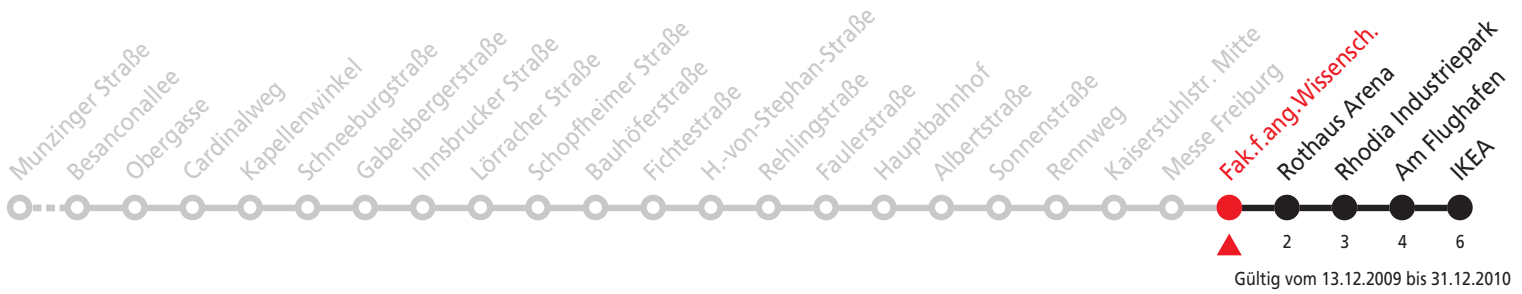 Munzinger Straße
Besanconallee
Obergasse
Cardinalweg
Kapellenwinkel
Schneeburgstraße
Gabelsbergerstraße
Innsbrucker Straße
Lörracher Straße
Schopfheimer Straße
Bauhöferstraße
Fichtestraße
H.-von-Stephan-Straße
Rehlingstraße
Faulerstraße
Hauptbahnhof
Albertstraße
Sonnenstraße
Rennweg
Kaiserstuhlstr. Mitte
Messe Freiburg
Fak.f.ang.Wissensch.
Rothaus Arena
Rhodia Industriepark
Am Flughafen
IKEA
2 3 4 6
Gültig vom 13.12.2009 bis 31.12.2010